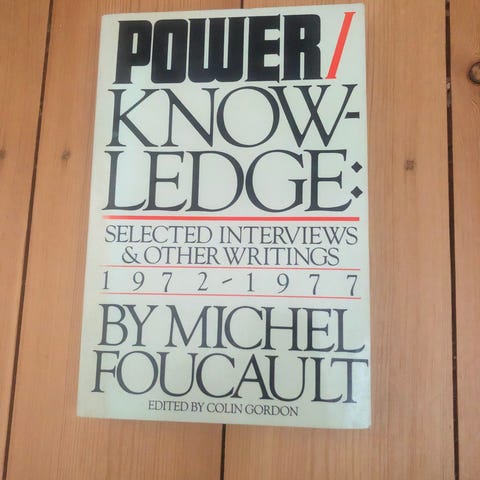 POWER/
KNOW-
LEDGE:
SELECTED INTERVIEWS
& OTHER WRITINGS
1972-1977
BY MICHEL
FOUCAULT
EDITED BY COLIN GORDON